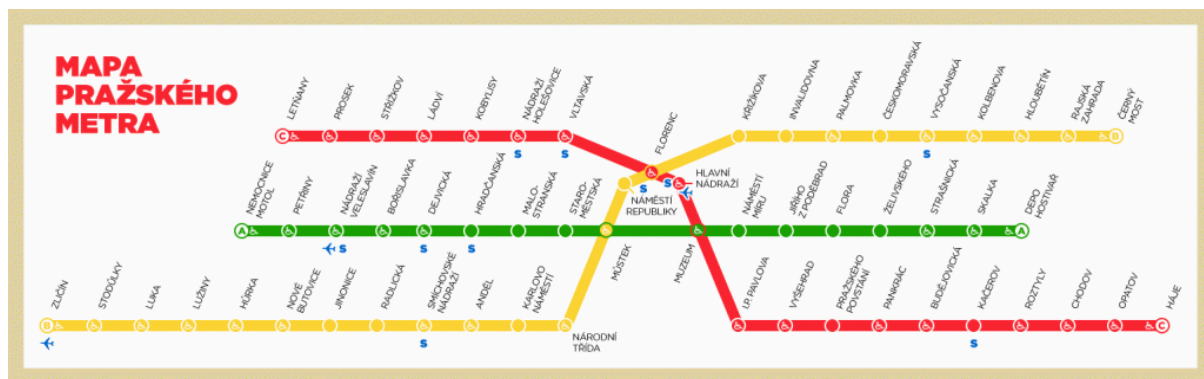 MAPA
PRAŽSKÉHO
METRA
C
LETŇANY
PROSEK
STŘÍŽKOV
LÁDVÍ
KOBYLISY
NÁDRAŽÍ
HOLEŠOVICE
VLTAVSKÁ
FLORENC
KŘIŽÍKOVA
INVALIDOVNA
PALMOVKA
ČESKOMORAVSKÁ
VYSOČANSKÁ
KOLBENOVA
HLOUBĚTÍN
RAJSKÁ
ZAHRADA
ČERNÝ
MOST
B
S
S
S
S
S
HLAVNÍ
NÁDRAŽÍ
NÁMĚSTÍ
REPUBLIKY
A
NEMOCNICE
MOTOL
PETŘINY
NÁDRAŽÍ
VELESLAVÍN
BOŘISLAVKA
DEJVICKÁ
HRADČANSKÁ
MALO-
STRANSKÁ
STARO-
MĚSTSKÁ
MŮSTEK
MUZEUM
NÁMĚSTÍ
MÍRU
JIŘÍHO
Z PODĚBRAD
FLORA
ŽELIVSKÉHO
STRAŠNICKÁ
SKALKA
DEPO
HOSTIVAŘ
A
S
S
S
B
ZLIČÍN
STODŮLKY
LUKA
LUŽINY
HŮRKA
NOVÉ
BUTOVICE
JINONICE
RADLICKÁ
SMÍCHOVSKÉ
NÁDRAŽÍ
ANDĚL
KARLOVO
NÁMĚSTÍ
NÁRODNÍ
TŘÍDA
I.P. PAVLOVA
VYŠEHRAD
PRAŽSKÉHO
POVSTÁNÍ
PANKRÁC
BUDĚJOVICKÁ
KAČEROV
ROZTYLY
CHODOV
OPATOV
HÁJE
C
S
S